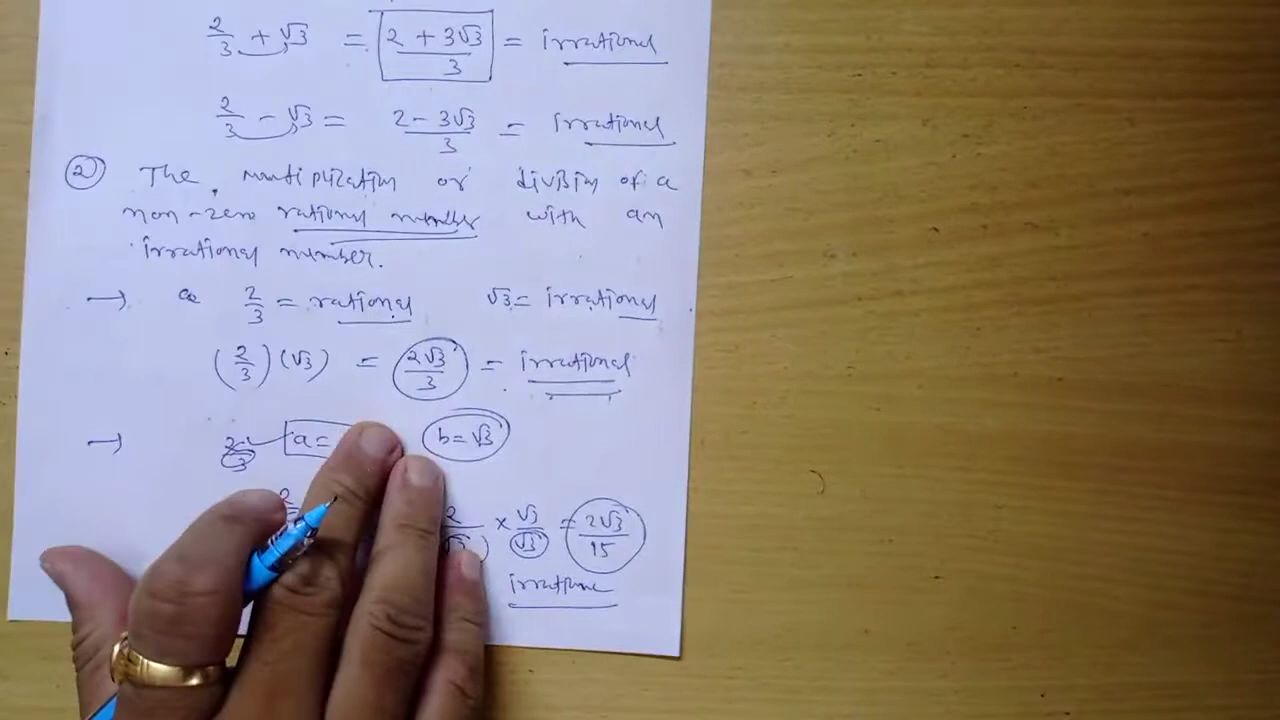 2/3 + √3 = (2 + 3√3)/3 = irrational
2/3 - √3 = (2 - 3√3)/3 = irrational
② The multiplication or division of a
non-zero rational number with an
irrational number.
→ a 2/3 = rational √3 = irrational
(2/3)(√3) = 2√3/3 = irrational
→ a = b = √3
2 × √3/√3 = 2√3/15
irrational